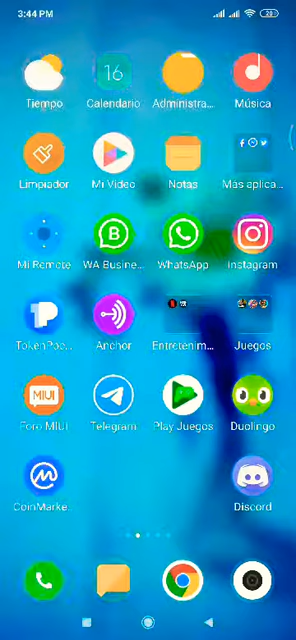 3:44 PM
20
16
Tiempo
Calendario
Administra...
Música
Limpiador
Mi Video
Notas
Más aplica...
Mi Remote
WA Busine...
WhatsApp
Instagram
TokenPoc...
Anchor
Entretenim...
Juegos
MIUI
Foro MIUI
Telegram
Play Juegos
Duolingo
CoinMarke...
Discord